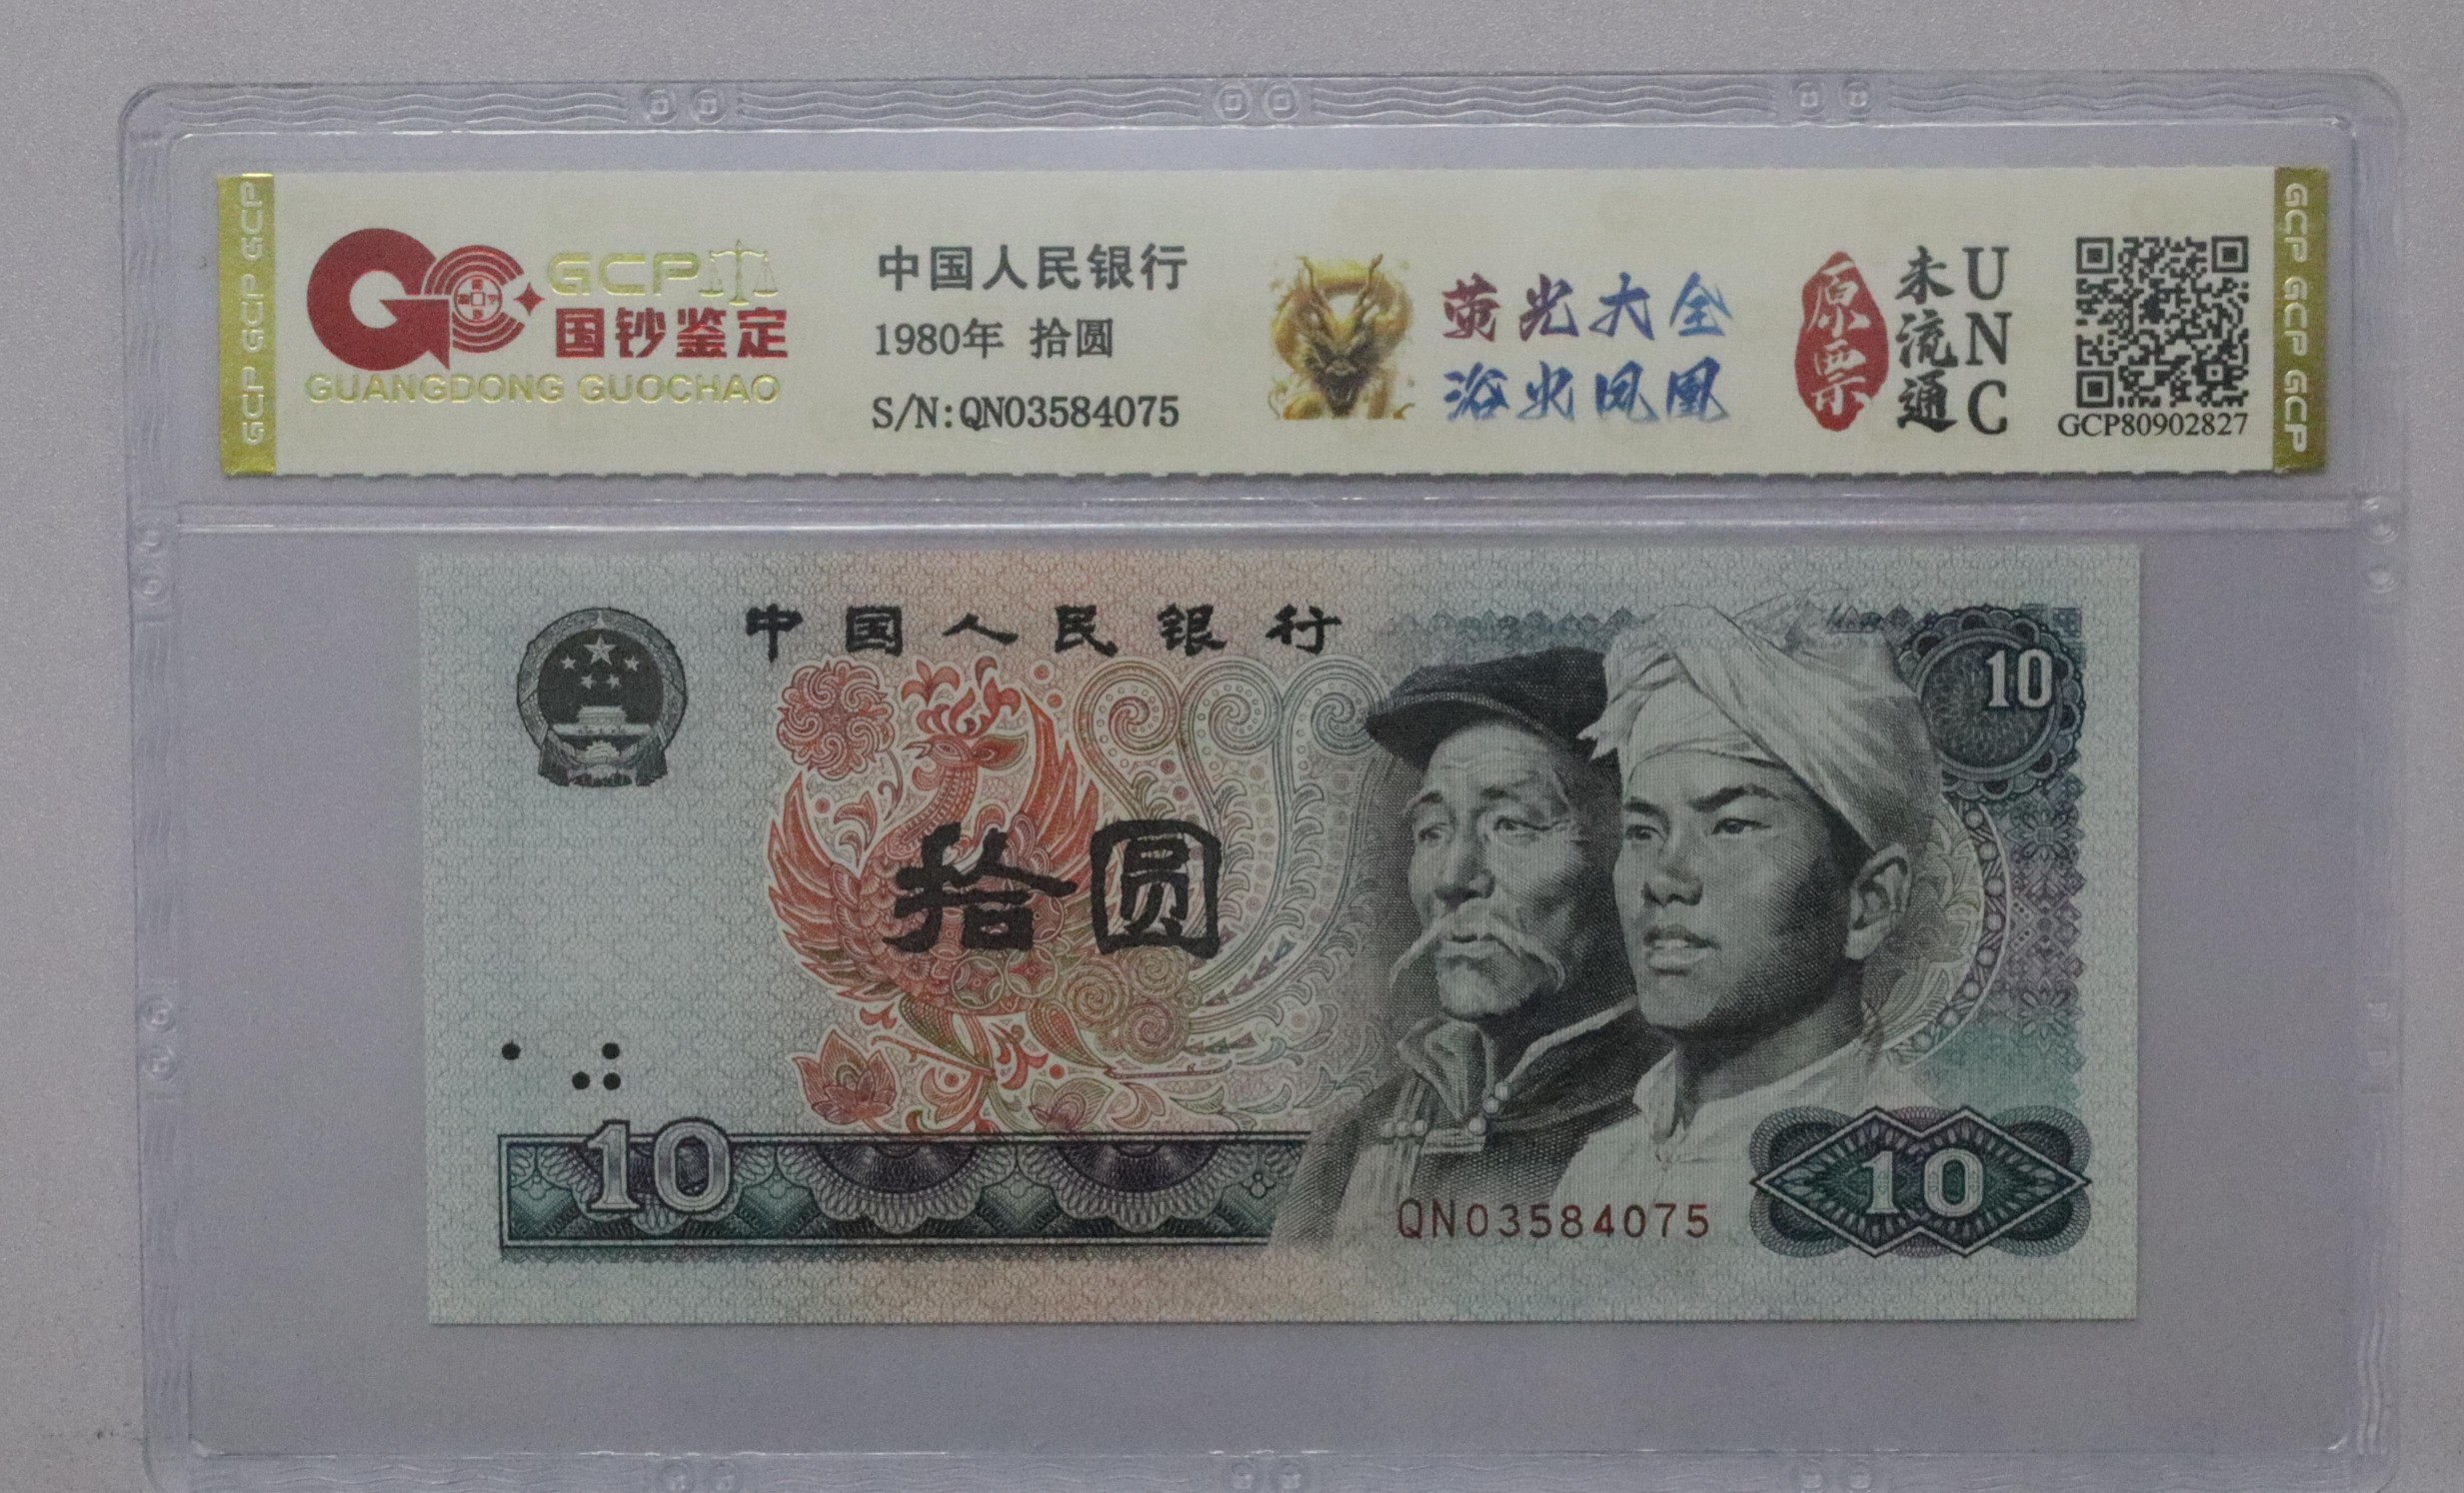 GCP GCP GCP
GCP
国钞鉴定
GUANGDONG GUOCHAO
中国人民银行
1980年 拾圆
S/N:QN03584075
荧光大全
浴火凤凰
原票
未流通
UNC
GCP80902827
GCP GCP GCP
中国人民银行
10
拾圆
10
QN03584075
10